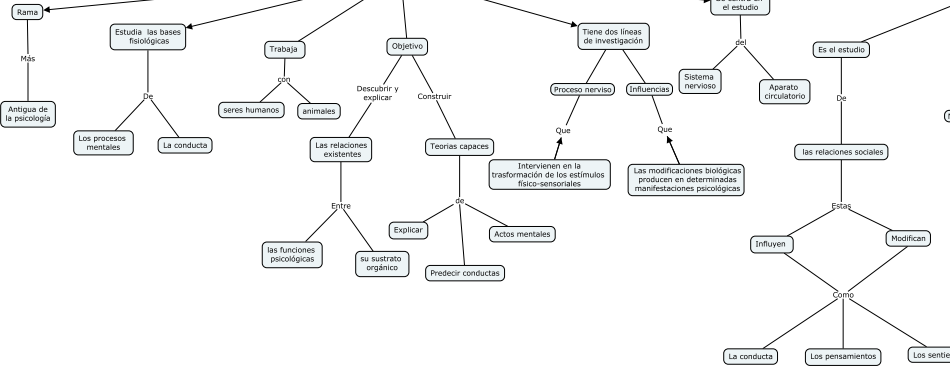 Rama
Más
Antigua de
la psicología
Estudia las bases
fisiológicas
De
Los procesos
mentales
La conducta
Trabaja
con
seres humanos
animales
Objetivo
Descubrir y
explicar
Construir
Las relaciones
existentes
Entre
las funciones
psicológicas
su sustrato
orgánico
Teorias capaces
de
Explicar
Actos mentales
Predecir conductas
Tiene dos líneas
de investigación
Proceso nerviso
Influencias
Que
Que
Intervienen en la
trasformación de los estímulos
físico-sensoriales
Las modificaciones biológicas
producen en determinadas
manifestaciones psicológicas
el estudio
del
Sistema
nervioso
Aparato
circulatorio
Es el estudio
De
las relaciones sociales
Estas
Influyen
Modifican
Como
La conducta
Los pensamientos
Los sentie